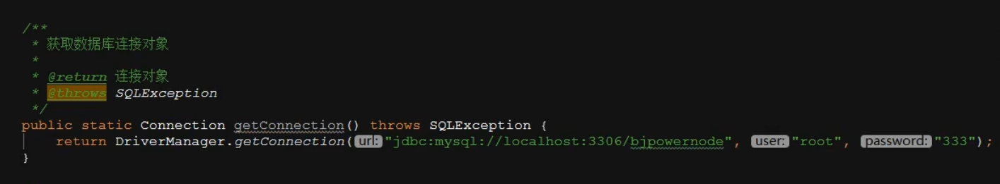 /**
 * 获取数据库连接对象
 *
 * @return 连接对象
 * @throws SQLException
 */
public static Connection getConnection() throws SQLException {
    return DriverManager.getConnection( url: "jdbc:mysql://localhost:3306/bjpowernode", user: "root", password: "333");
}